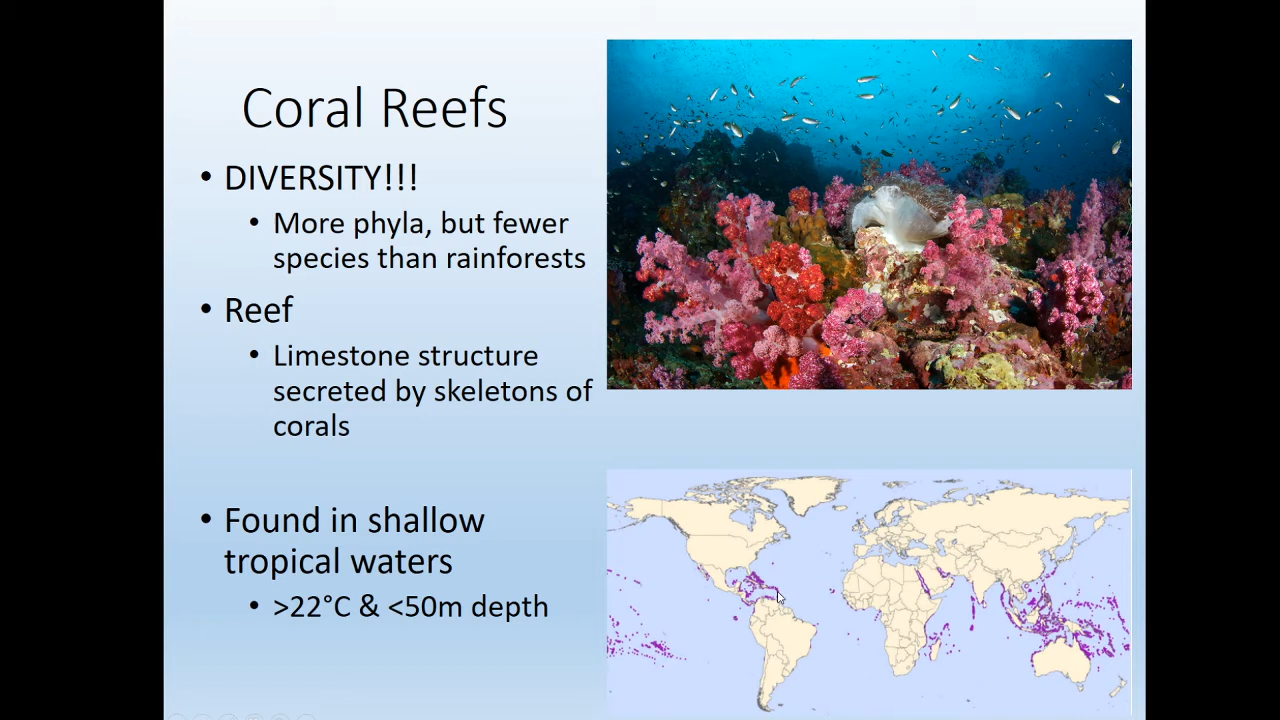 Coral Reefs
• DIVERSITY!!!
• More phyla, but fewer
species than rainforests
• Reef
• Limestone structure
secreted by skeletons of
corals
• Found in shallow
tropical waters
• >22°C & <50m depth